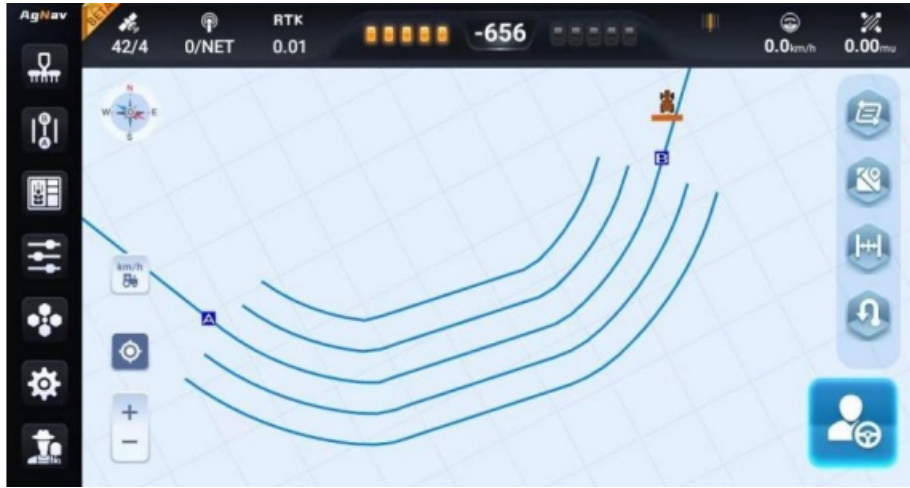 AgNav
BETA
42/4
0/NET
RTK
0.01
-656
0.0km/h
0.00mu
N
W
E
S
B
A
km/h
A
B
+
−